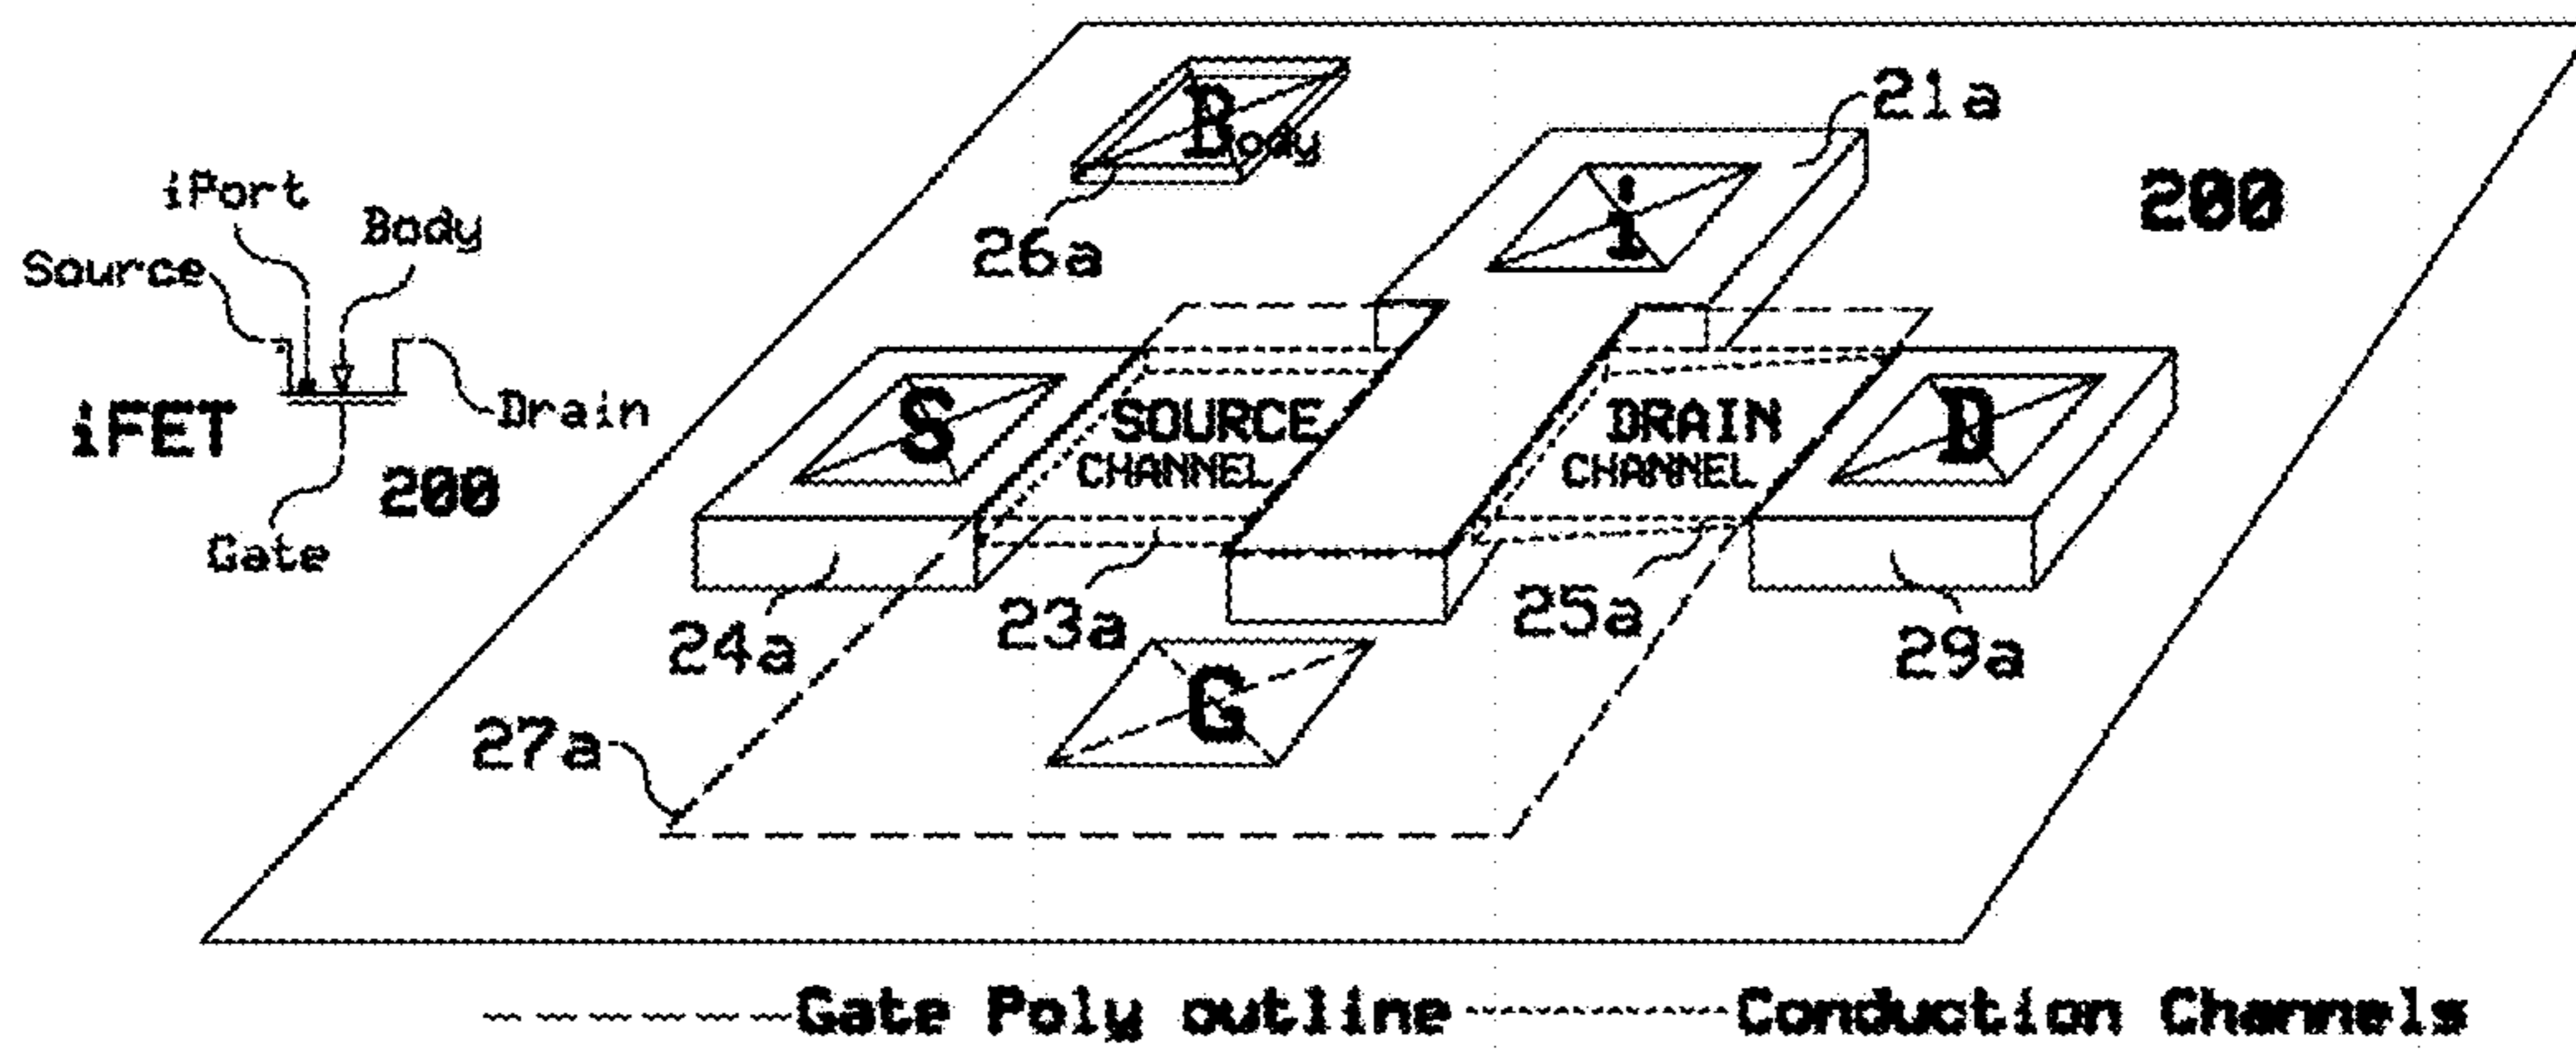 iPort
Body
Source
Drain
iFET
200
Gate
Body
26a
i
21a
200
S
SOURCE
CHANNEL
DRAIN
CHANNEL
D
24a
23a
25a
29a
G
27a
Gate Poly outline
Conduction Channels